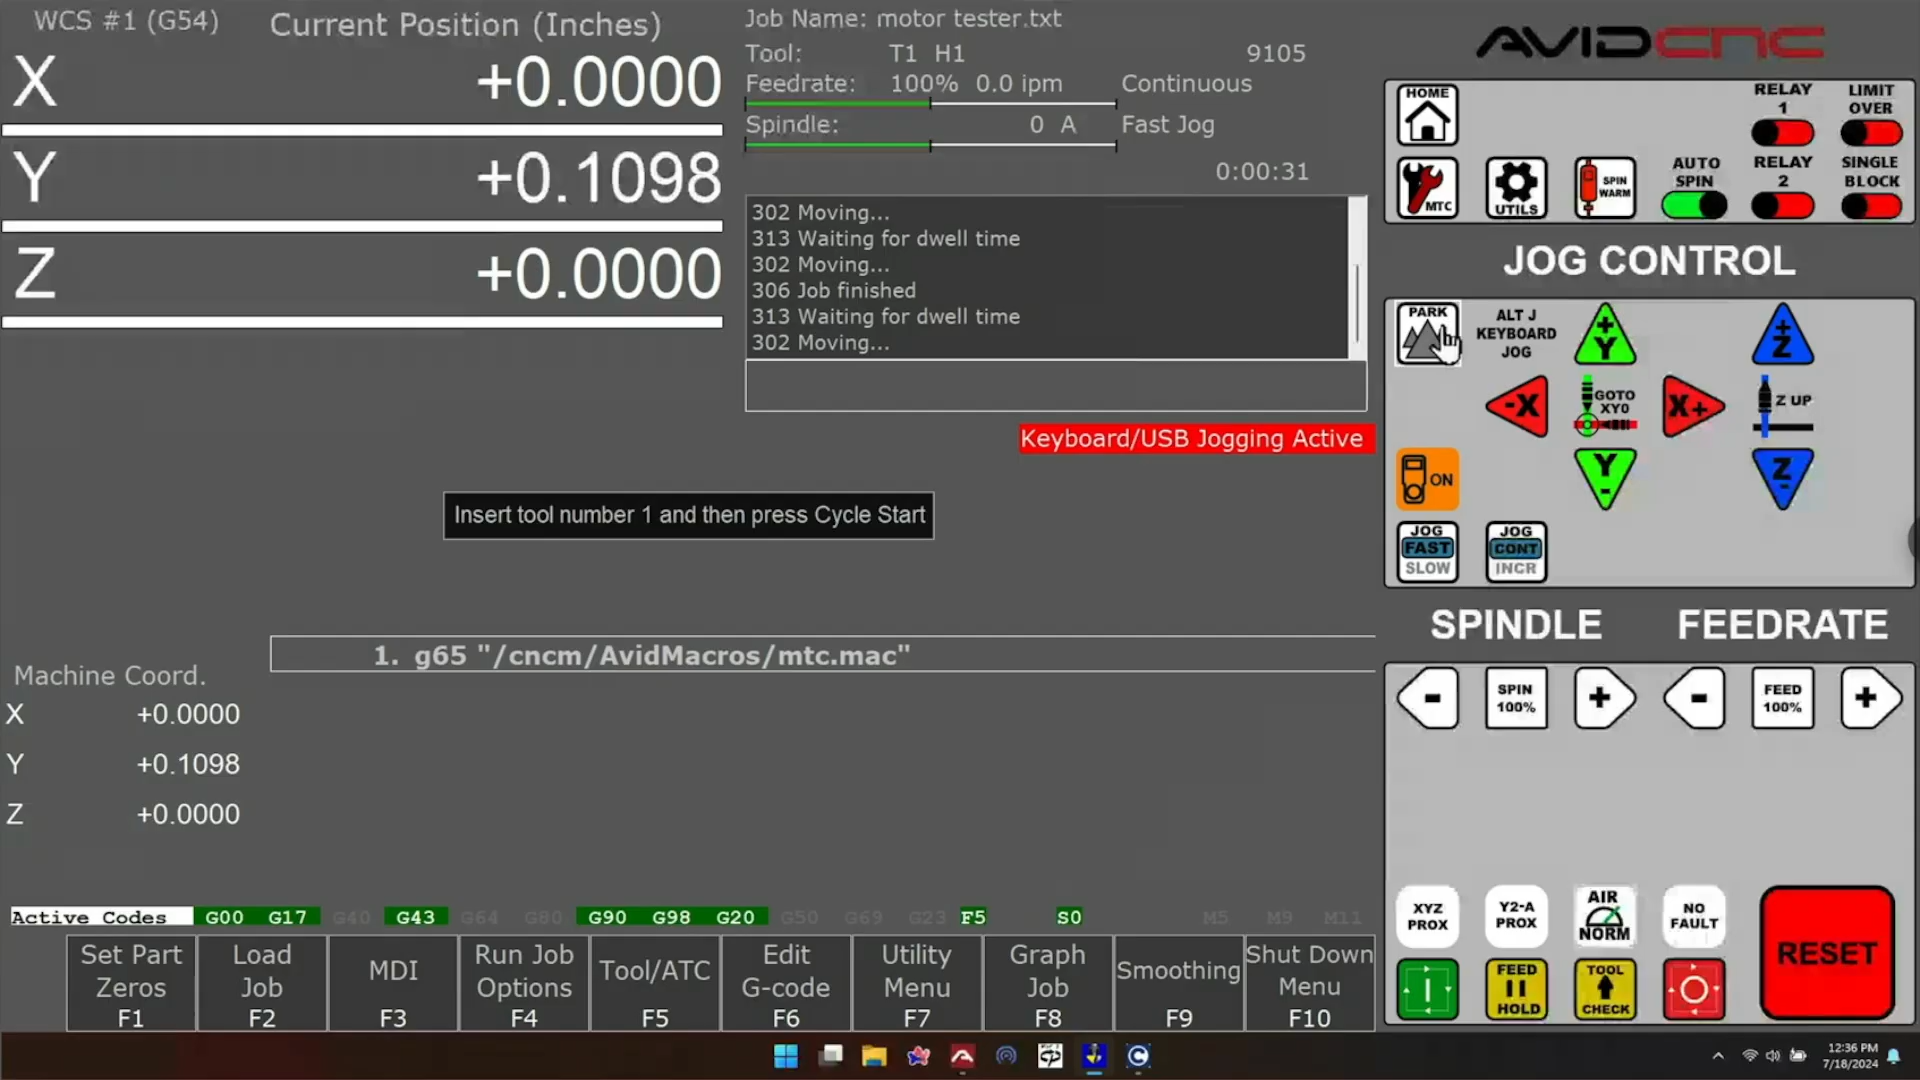 WCS #1 (G54)
Current Position (Inches)
X +0.0000
Y +0.1098
Z +0.0000
Job Name: motor tester.txt
Tool: T1 H1 9105
Feedrate: 100% 0.0 ipm Continuous
Spindle: 0 A Fast Jog
0:00:31
302 Moving...
313 Waiting for dwell time
302 Moving...
306 Job finished
313 Waiting for dwell time
302 Moving...
Keyboard/USB Jogging Active
Insert tool number 1 and then press Cycle Start
1. g65 "/cncm/AvidMacros/mtc.mac"
Machine Coord.
X +0.0000
Y +0.1098
Z +0.0000
Active Codes G00 G17 G40 G43 G64 G80 G90 G98 G20 G50 G69 G23 F5 S0 M5 M9 M11
Set Part Zeros F1
Load Job F2
MDI F3
Run Job Options F4
Tool/ATC F5
Edit G-code F6
Utility Menu F7
Graph Job F8
Smoothing F9
Shut Down Menu F10
AVIDCNC
HOME
RELAY 1
LIMIT OVER
MTC
UTILS
SPIN WARM
AUTO SPIN
RELAY 2
SINGLE BLOCK
JOG CONTROL
PARK
ALT J KEYBOARD JOG
+Y
+Z
-X
GOTO XY0
X+
Z UP
ON
Y-
Z-
JOG FAST SLOW
JOG CONT INCR
SPINDLE
FEEDRATE
-
SPIN 100%
+
-
FEED 100%
+
XYZ PROX
Y2-A PROX
AIR NORM
NO FAULT
RESET
FEED HOLD
TOOL CHECK
12:36 PM
7/18/2024